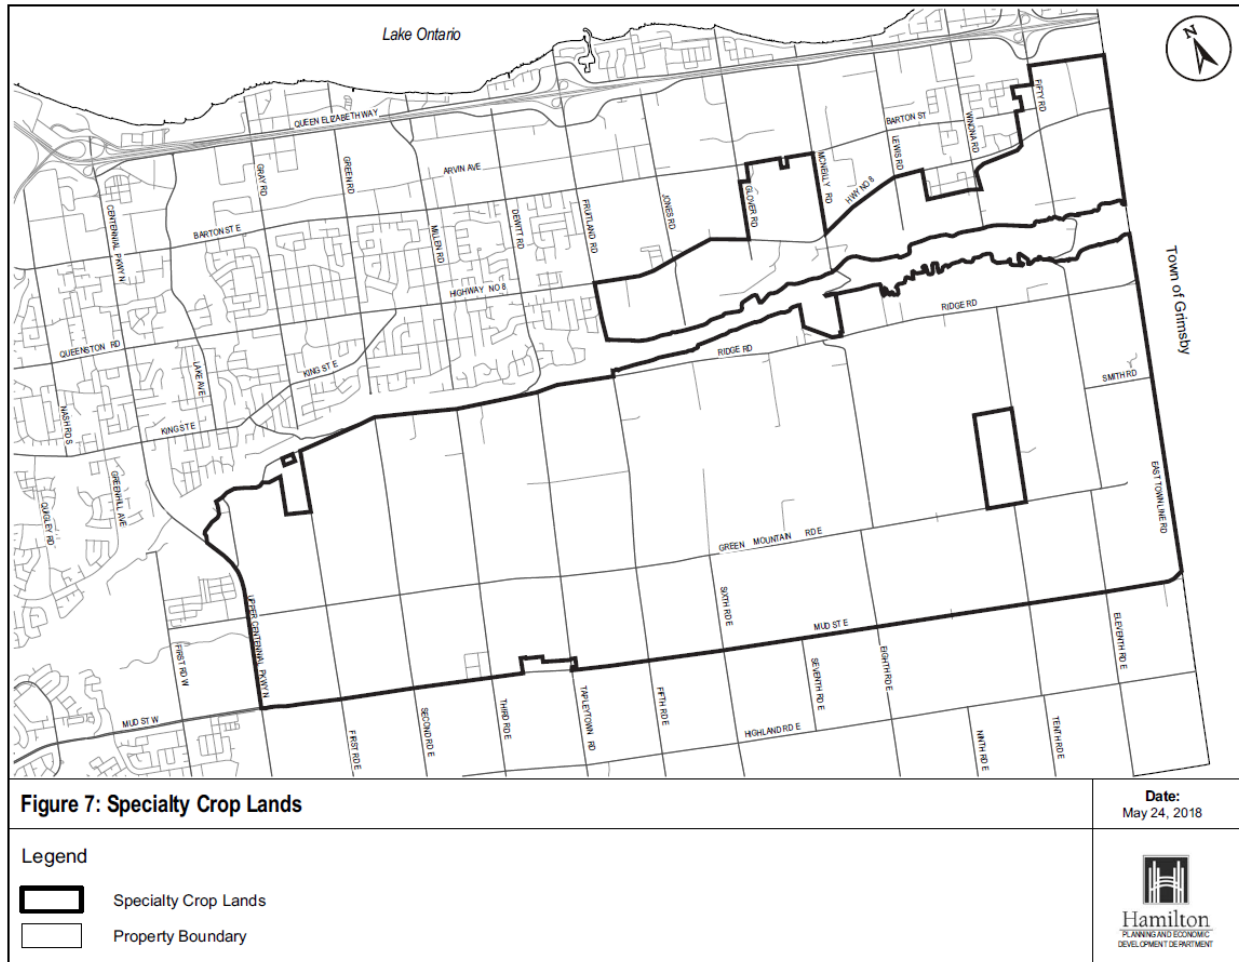 Lake Ontario
N
QUEEN ELIZABETH WAY
FIFTY RD
BARTON ST
WINONA RD
LEWIS RD
MCNEILLY RD
HWY NO 8
GLOVER RD
JONES RD
FRUITLAND RD
DEWITT RD
MILLEN RD
ARVIN AVE
GREEN RD
GRAY RD
CENTENNIAL PKWY N
BARTON ST E
HIGHWAY NO 8
QUEENSTON RD
LAKE AVE
KING ST E
KING ST E
NASH RD S
GREENHILL AVE
QUIGLEY RD
RIDGE RD
RIDGE RD
Town of Grimsby
SMITH RD
EAST TOWN LINE RD
GREEN MOUNTAIN RD E
UPPER CENTENNIAL PKWY N
FIRST RD W
MUD ST W
MUD ST E
FIRST RD E
SECOND RD E
THIRD RD E
TAPLEYTOWN RD
FIFTH RD E
SIXTH RD E
SEVENTH RD E
EIGHTH RD E
HIGHLAND RD E
NINTH RD E
TENTH RD E
ELEVENTH RD E
Figure 7: Specialty Crop Lands
Date:
May 24, 2018
Legend
Specialty Crop Lands
Property Boundary
Hamilton
PLANNING AND ECONOMIC
DEVELOPMENT DEPARTMENT